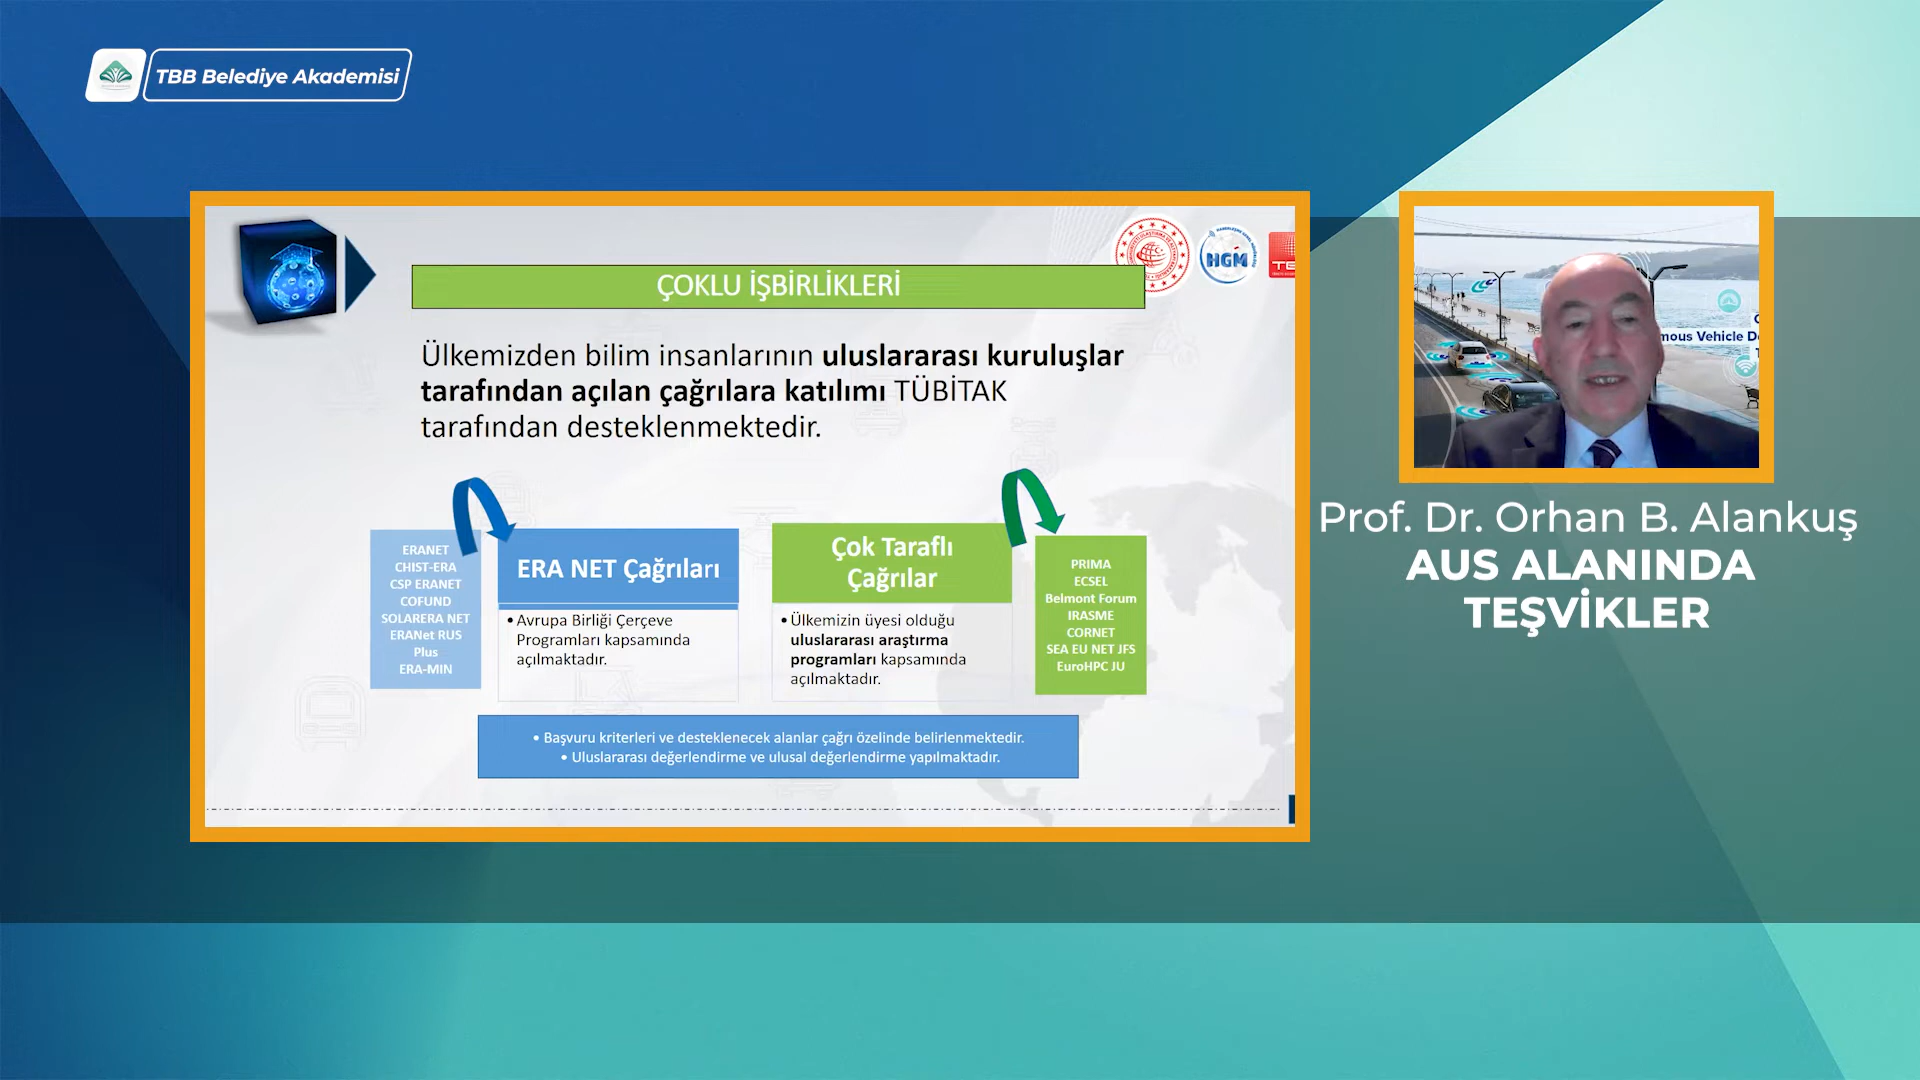 TBB Belediye Akademisi
HGM
ÇOKLU İŞBİRLİKLERİ
Ülkemizden bilim insanlarının uluslararası kuruluşlar
tarafından açılan çağrılara katılımı TÜBİTAK
tarafından desteklenmektedir.
ERANET
CHIST-ERA
CSP ERANET
COFUND
SOLARERA NET
ERANet RUS
Plus
ERA-MIN
ERA NET Çağrıları
• Avrupa Birliği Çerçeve
Programları kapsamında
açılmaktadır.
Çok Taraflı
Çağrılar
• Ülkemizin üyesi olduğu
uluslararası araştırma
programları kapsamında
açılmaktadır.
PRIMA
ECSEL
Belmont Forum
IRASME
CORNET
SEA EU NET JFS
EuroHPC JU
• Başvuru kriterleri ve desteklenecek alanlar çağrı özelinde belirlenmektedir.
• Uluslararası değerlendirme ve ulusal değerlendirme yapılmaktadır.
Vehicle
Prof. Dr. Orhan B. Alankuş
AUS ALANINDA
TEŞVİKLER